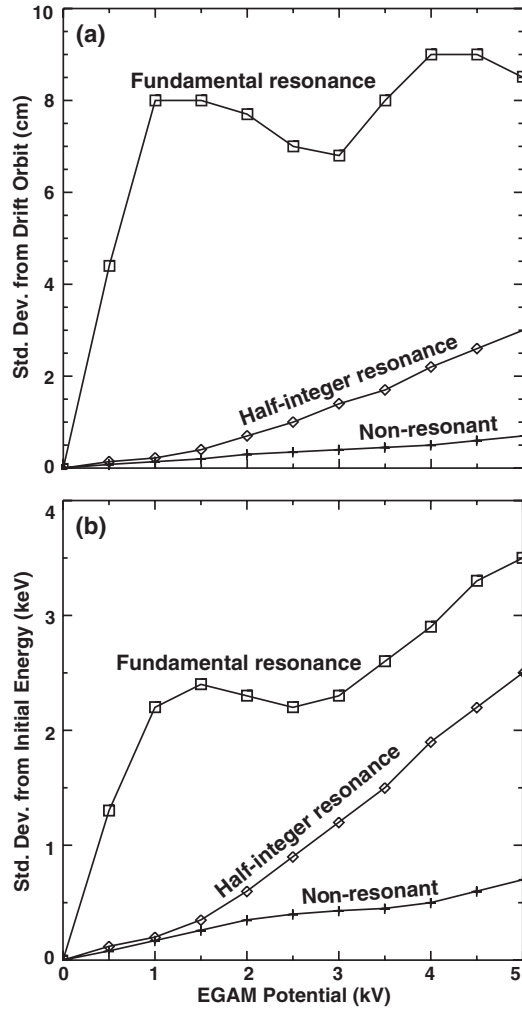 10
(a)
Fundamental resonance
8
6
Std. Dev. from Drift Orbit (cm)
4
Half-integer resonance
2
Non-resonant
0
4
(b)
3
Fundamental resonance
Std. Dev. from Initial Energy (keV)
2
Half-integer resonance
1
Non-resonant
0
0 1 2 3 4 5
EGAM Potential (kV)